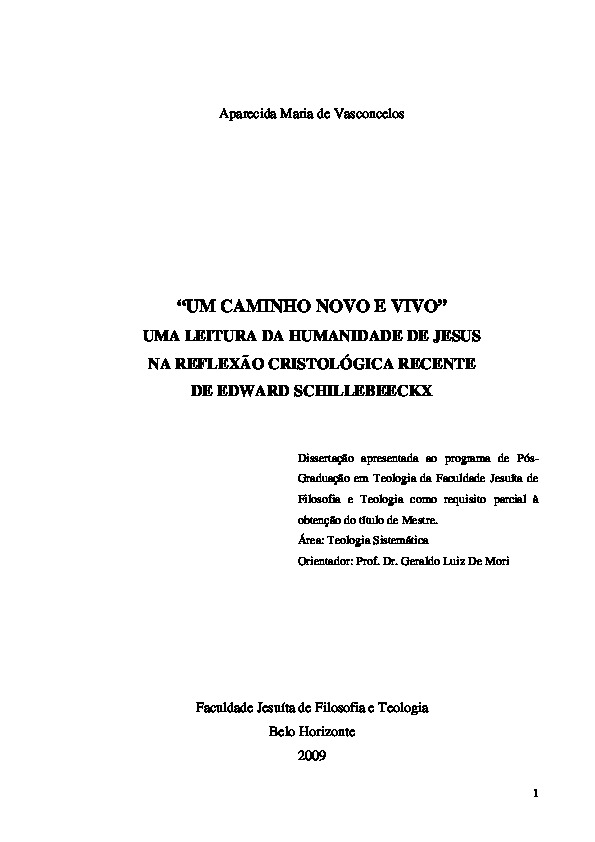 Aparecida Maria de Vasconcelos
“UM CAMINHO NOVO E VIVO”
UMA LEITURA DA HUMANIDADE DE JESUS
NA REFLEXÃO CRISTOLÓGICA RECENTE
DE EDWARD SCHILLEBEECKX
Dissertação apresentada ao programa de Pós-
Graduação em Teologia da Faculdade Jesuíta de
Filosofia e Teologia como requisito parcial à
obtenção do título de Mestre.
Área: Teologia Sistemática
Orientador: Prof. Dr. Geraldo Luiz De Mori
Faculdade Jesuíta de Filosofia e Teologia
Belo Horizonte
2009
1